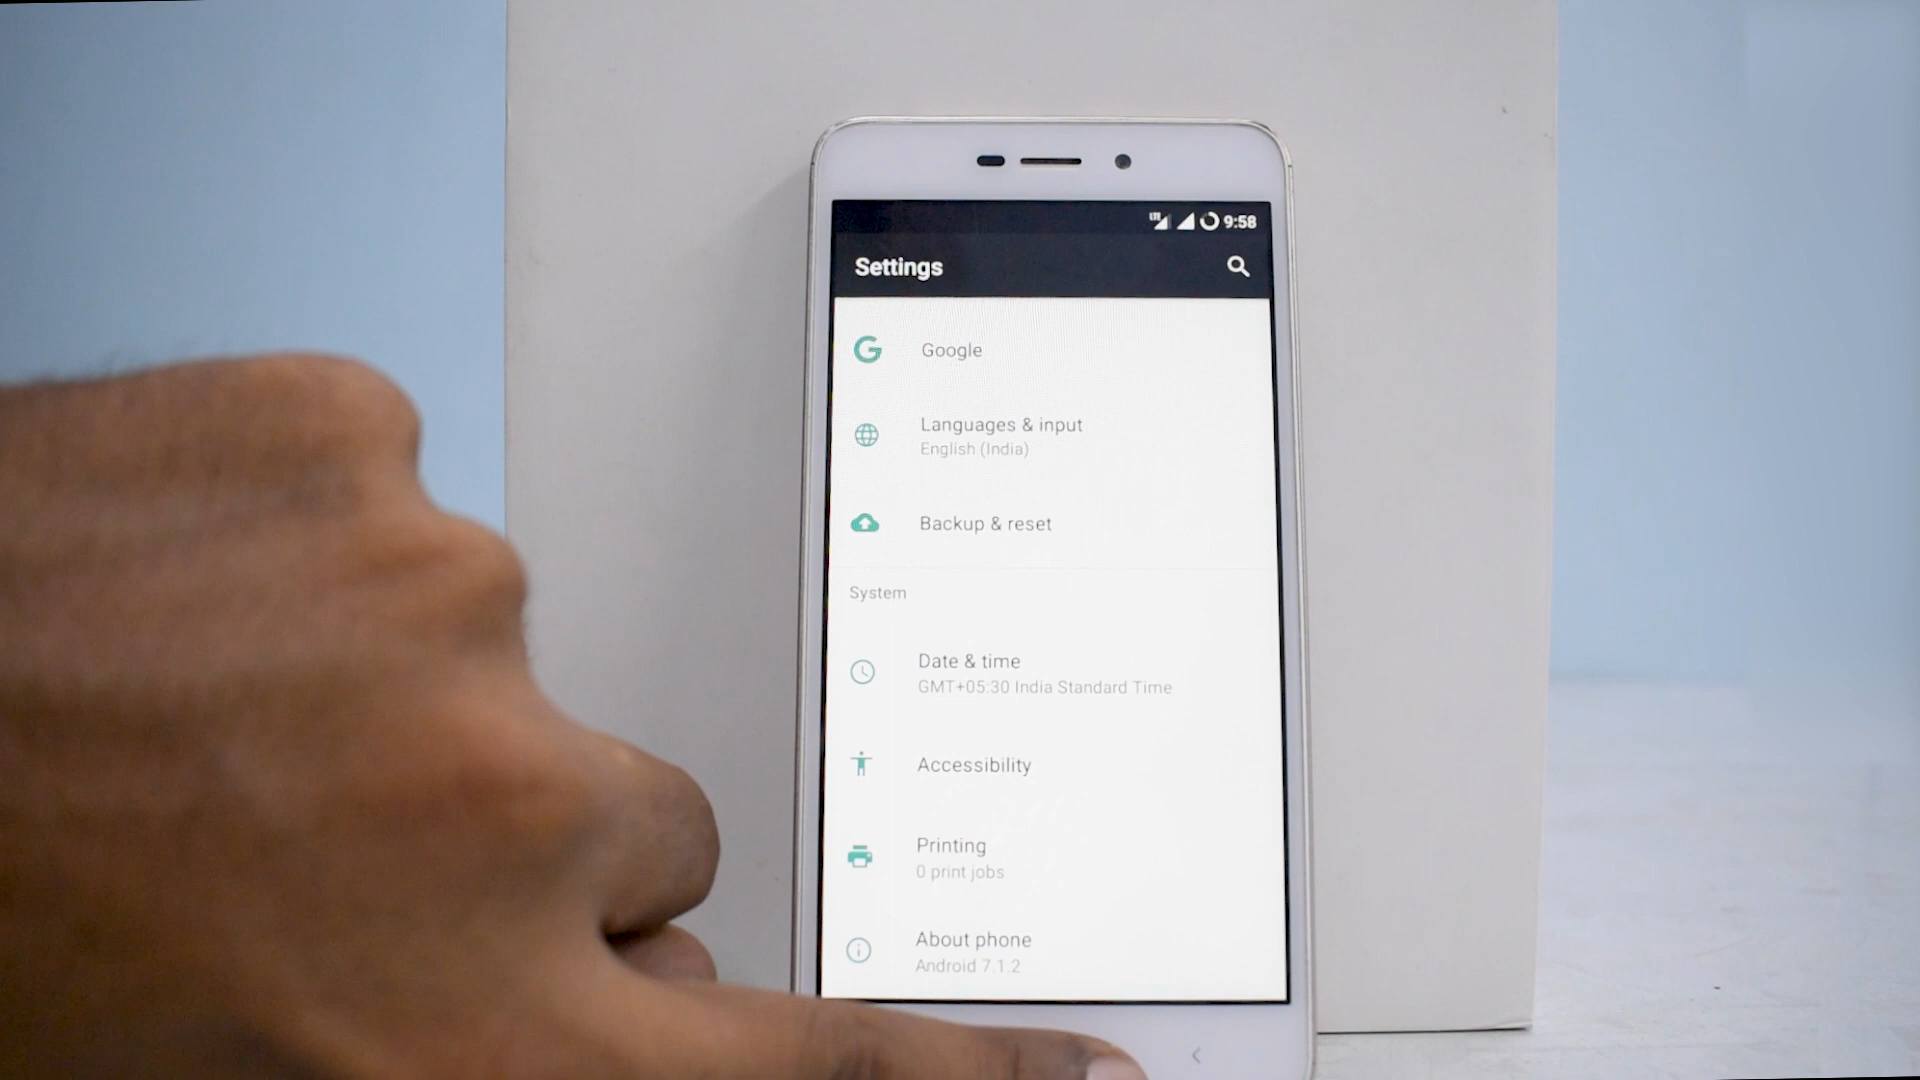 LTE 9:58
Settings
Google
Languages & input
English (India)
Backup & reset
System
Date & time
GMT+05:30 India Standard Time
Accessibility
Printing
0 print jobs
About phone
Android 7.1.2